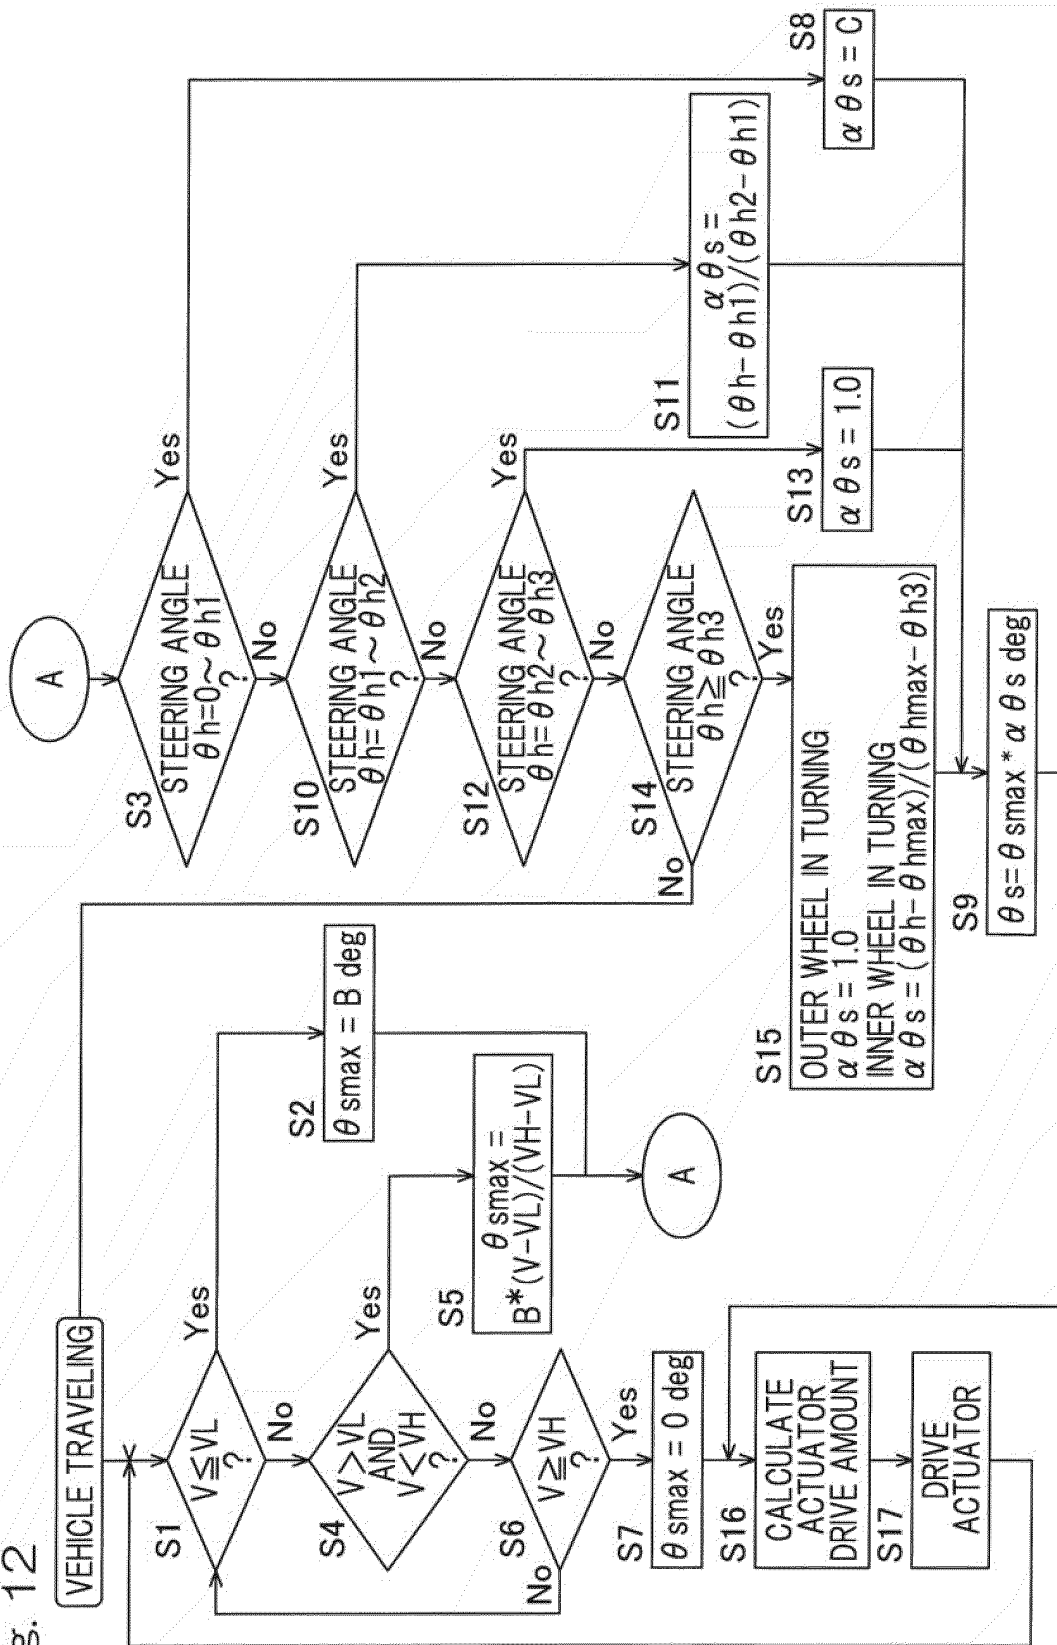 g. 12
VEHICLE TRAVELING
S1
V≦VL
?
Yes
No
S2
θ smax = B deg
S4
V>VL
AND
V<VH
?
Yes
No
S5
θ smax =
B*(V-VL)/(VH-VL)
A
S6
V≧VH
?
No
Yes
S7
θ smax = 0 deg
S16
CALCULATE
ACTUATOR
DRIVE AMOUNT
S17
DRIVE
ACTUATOR
A
S3
STEERING ANGLE
θ h=0~θ h1
?
Yes
No
S8
α θ s = C
S10
STEERING ANGLE
θ h=θ h1~θ h2
?
Yes
No
S11
α θ s =
(θ h-θ h1)/(θ h2-θ h1)
S12
STEERING ANGLE
θ h=θ h2~θ h3
?
Yes
No
S13
α θ s = 1.0
S14
STEERING ANGLE
θ h≧θ h3
?
No
Yes
S15
OUTER WHEEL IN TURNING
α θ s = 1.0
INNER WHEEL IN TURNING
α θ s = (θ h-θ hmax)/(θ hmax-θ h3)
S9
θ s=θ smax * α θ s deg